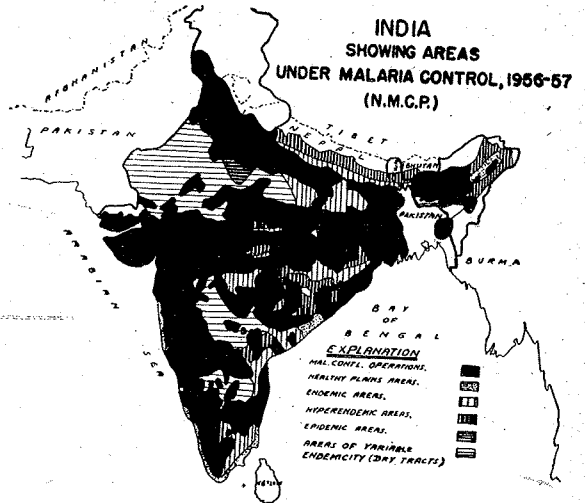 INDIA
SHOWING AREAS
UNDER MALARIA CONTROL, 1956-57
(N.M.C.P.)
AFGHANISTAN
PAKISTAN
TIBET
NEPAL
BHUTAN
PAKISTAN
BURMA
ARABIAN
SEA
BAY
OF
BENGAL
EXPLANATION
MAL.CONTL. OPERATIONS.
HEALTHY PLAINS AREAS.
ENDEMIC AREAS.
HYPERENDEMIC AREAS.
EPIDEMIC AREAS.
AREAS OF VARIABLE
ENDEMICITY (DRY TRACTS)
CEYLON